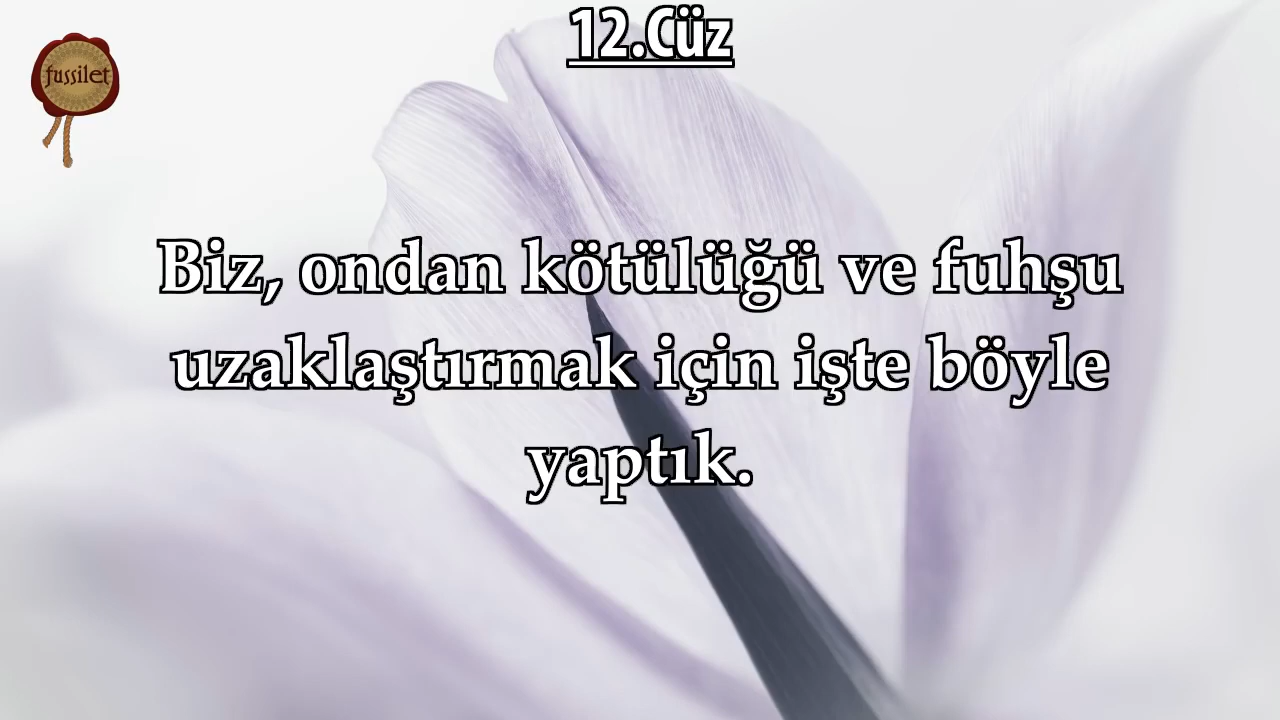 12.Cüz
fussilet
Biz, ondan kötülüğü ve fuhşu
uzaklaştırmak için işte böyle
yaptık.